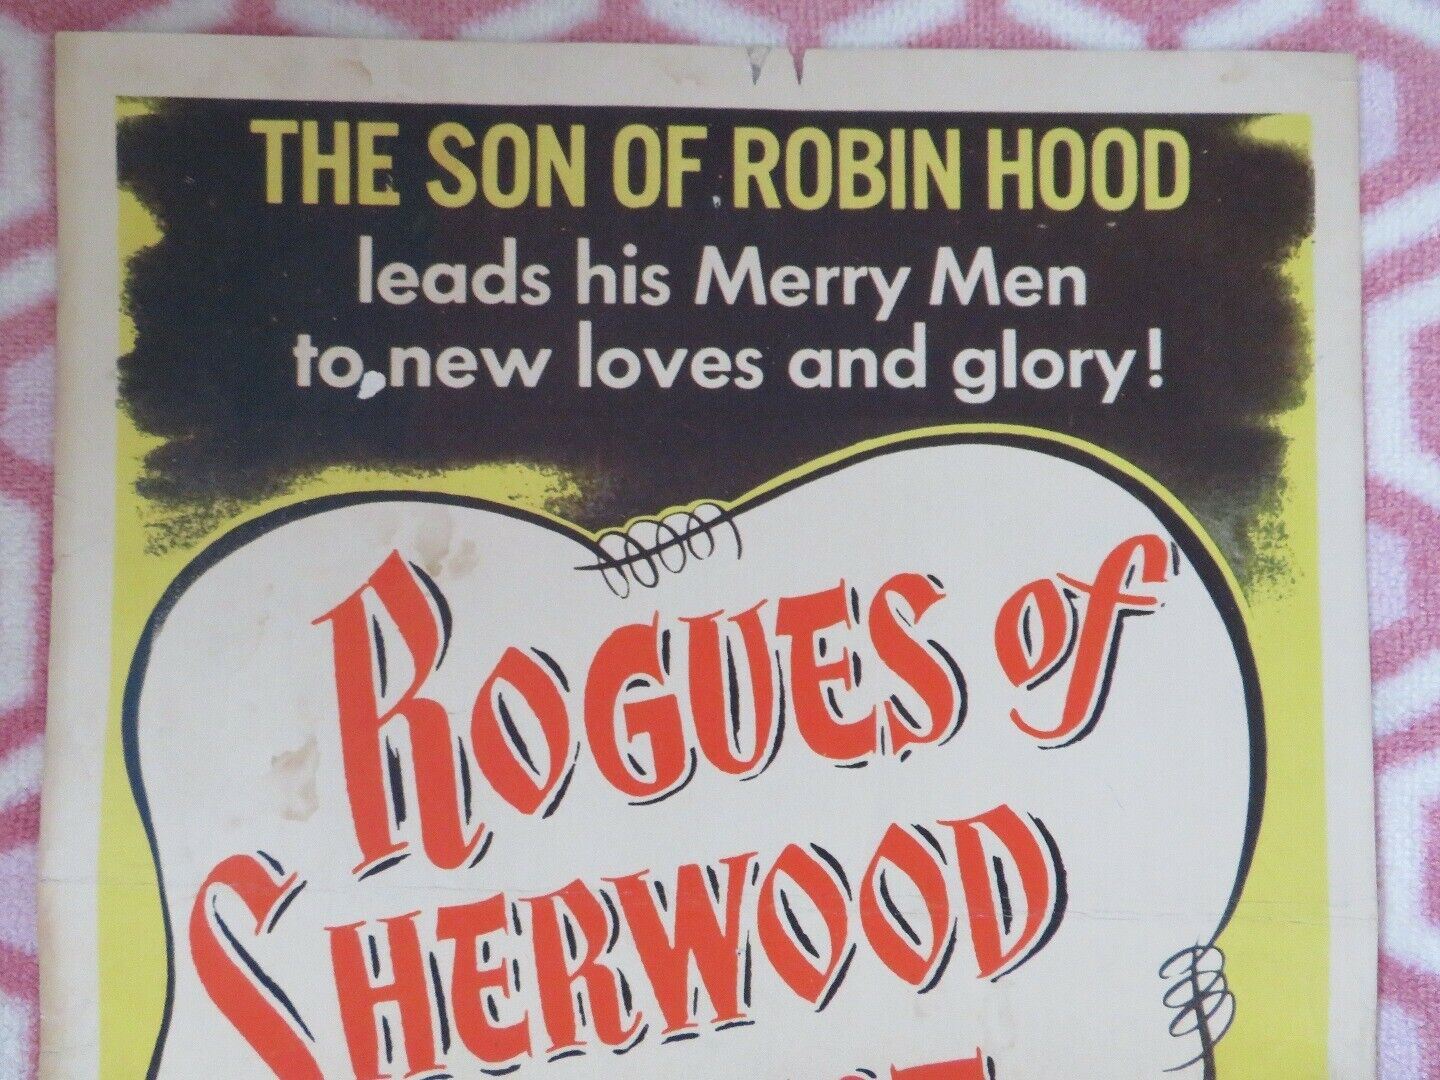 THE SON OF ROBIN HOOD
leads his Merry Men
to new loves and glory!
ROGUES of
SHERWOOD